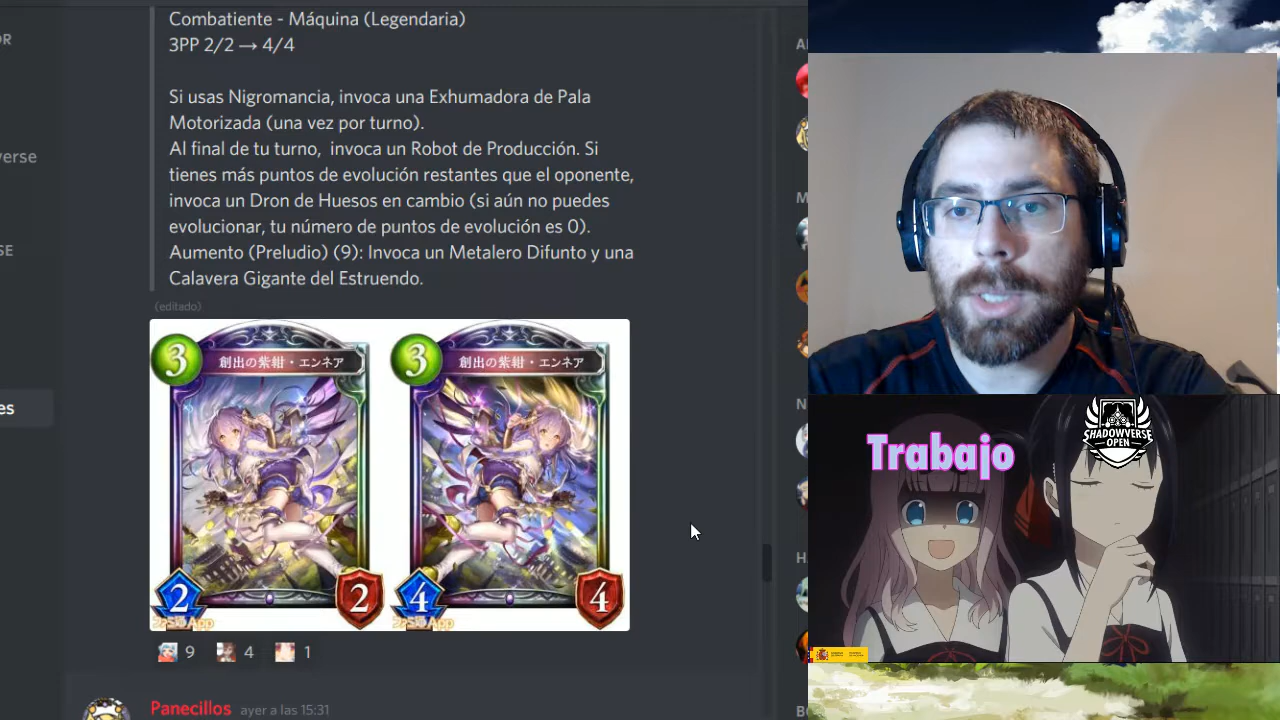 Combatiente - Máquina (Legendaria)
3PP 2/2 → 4/4
Si usas Nigromancia, invoca una Exhumadora de Pala
Motorizada (una vez por turno).
Al final de tu turno, invoca un Robot de Producción. Si
tienes más puntos de evolución restantes que el oponente,
invoca un Dron de Huesos en cambio (si aún no puedes
evolucionar, tu número de puntos de evolución es 0).
Aumento (Preludio) (9): Invoca un Metalero Difunto y una
Calavera Gigante del Estruendo.
(editado)
3 創出の紫紺・エンネア
2 2
3 創出の紫紺・エンネア
4 4
9 4 1
Panecillos ayer a las 15:31
OR
verse
SE
es
Trabajo
SHADOWVERSE
OPEN